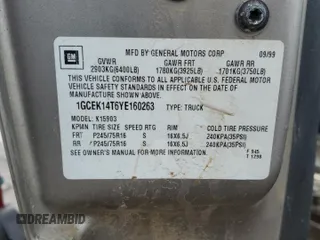 GM
MFD BY GENERAL MOTORS CORP 09/99
GVWR GAWR FRT GAWR RR
2903KG(6400LB) 1780KG(3925LB) 1701KG(3750LB)
THIS VEHICLE CONFORMS TO ALL APPLICABLE U.S. FEDERAL MOTOR
VEHICLE SAFETY STANDARDS IN EFFECT ON THE DATE OF
MANUFACTURE SHOWN ABOVE.
1GCEK14T6YE160263 TYPE: TRUCK
MODEL: K15903
KPMN TIRE SIZE SPEED RTG RIM COLD TIRE PRESSURE
FRT P245/75R16 S 16X6.5J 240KPA(35PSI)
RR P245/75R16 S 16X6.5J 240KPA(35PSI)
SEE OWNER'S MANUAL FOR MORE INFORMATION
F 945
T 1298
DREAMBID